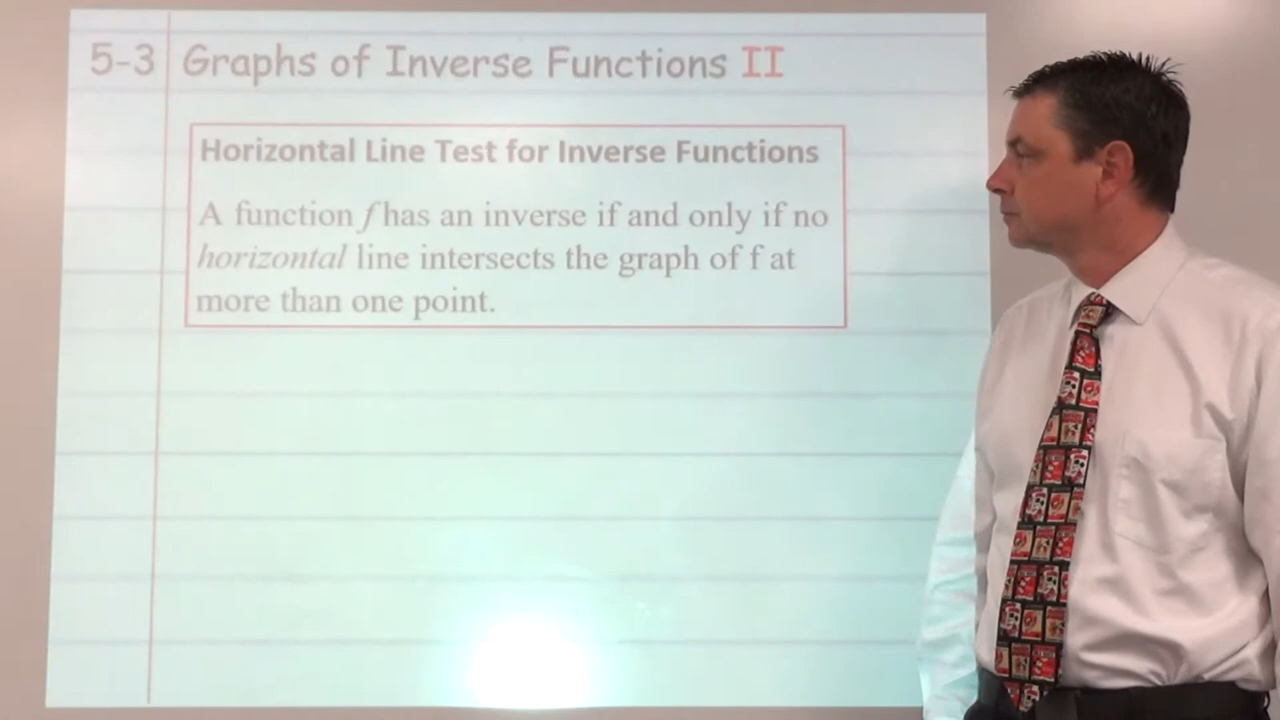 5-3 Graphs of Inverse Functions II
Horizontal Line Test for Inverse Functions
A function f has an inverse if and only if no
horizontal line intersects the graph of f at
more than one point.